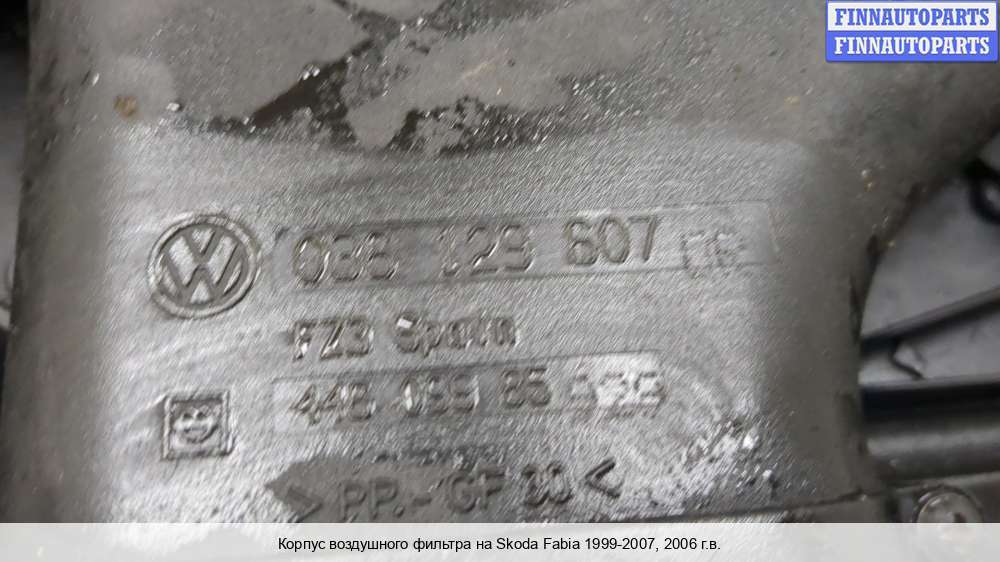 FINNAUTOPARTS
FINNAUTOPARTS
036 129 607
FZ3 Spain
>PP.-GF 30<
Корпус воздушного фильтра на Skoda Fabia 1999-2007, 2006 г.в.